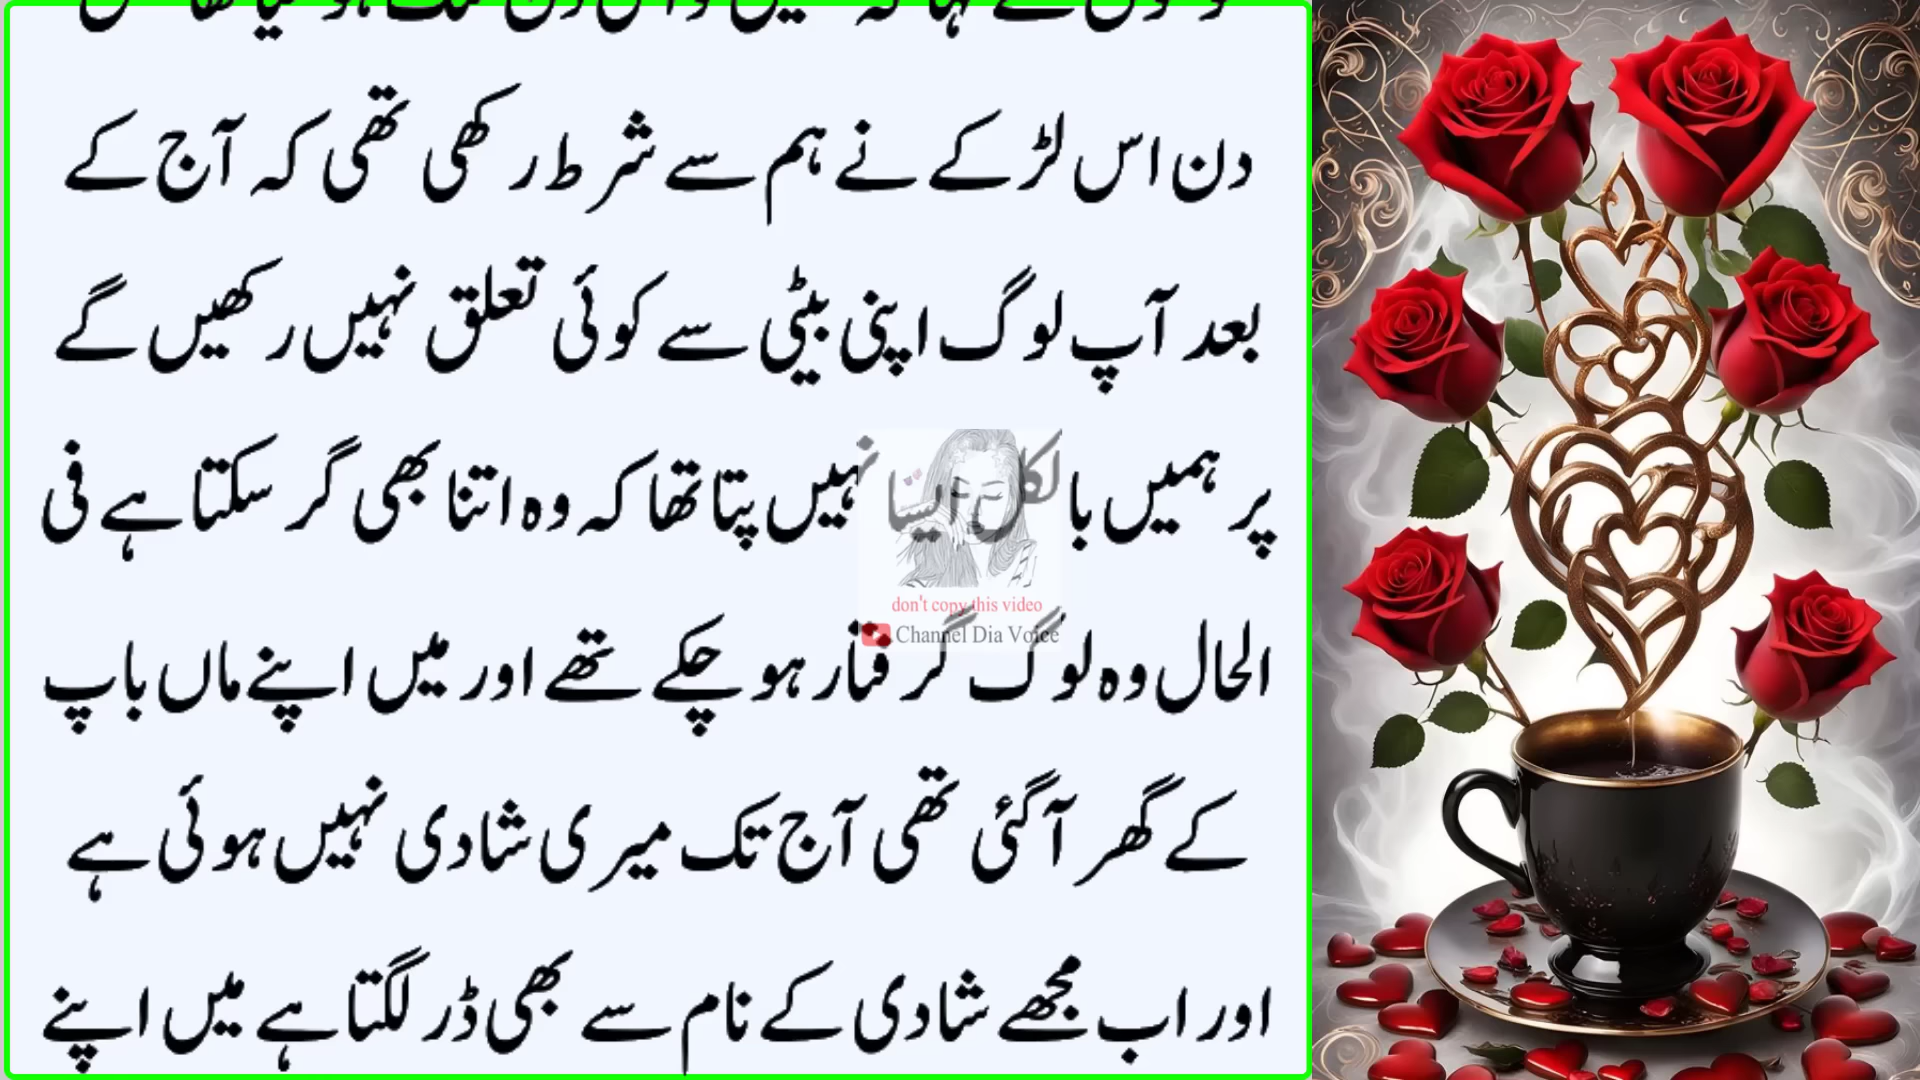 دن اس لڑکے نے ہم سے شرط رکھی تھی کہ آج کے
بعد آپ لوگ اپنی بیٹی سے کوئی تعلق نہیں رکھیں گے
پر ہمیں بالکل ایسا نہیں پتا تھا کہ وہ اتنا بھی گر سکتا ہے فی
don't copy this video
Channel Dia Voice
الحال وہ لوگ گرفتار ہو چکے تھے اور میں اپنے ماں باپ
کے گھر آگئی تھی آج تک میری شادی نہیں ہوئی ہے
اور اب مجھے شادی کے نام سے بھی ڈر لگتا ہے میں اپنے